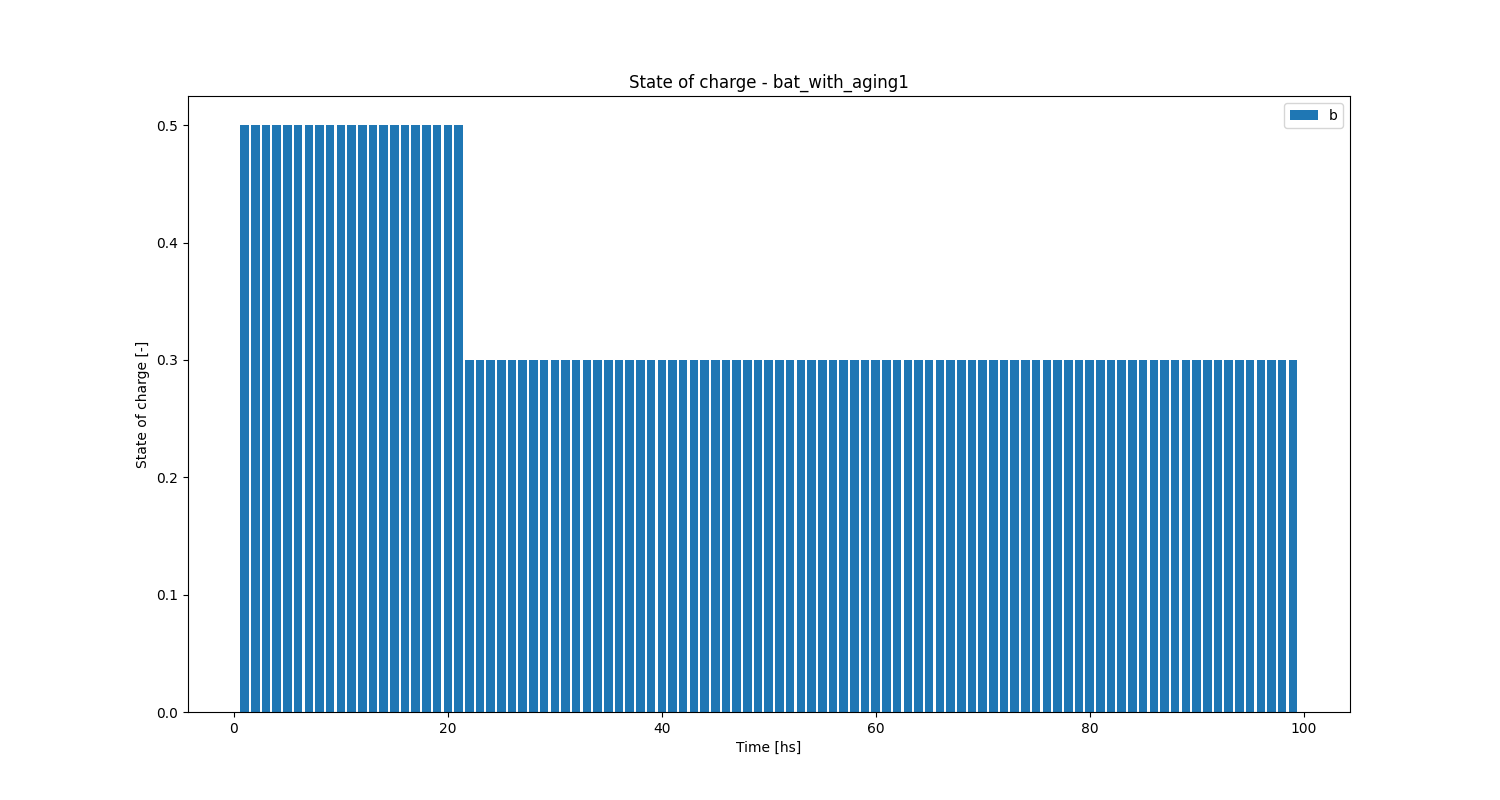 State of charge - bat_with_aging1
b
0.5
0.4
0.3
0.2
0.1
0.0
State of charge [-]
0 20 40 60 80 100
Time [hs]